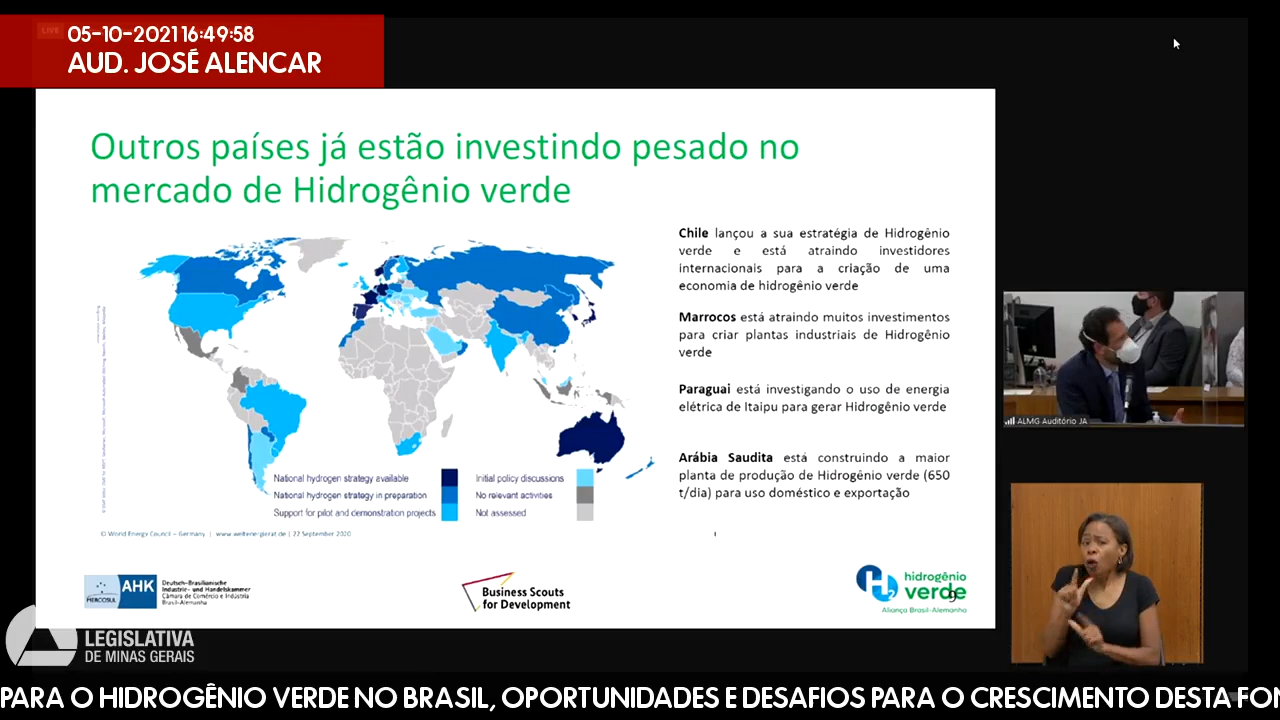 LIVE
05-10-2021 16:49:58
AUD. JOSÉ ALENCAR
Outros países já estão investindo pesado no
mercado de Hidrogênio verde
Chile lançou a sua estratégia de Hidrogênio
verde e está atraindo investidores
internacionais para a criação de uma
economia de hidrogênio verde
Marrocos está atraindo muitos investimentos
para criar plantas industriais de Hidrogênio
verde
Paraguai está investigando o uso de energia
elétrica de Itaipu para gerar Hidrogênio verde
Arábia Saudita está construindo a maior
planta de produção de Hidrogênio verde (650
t/dia) para uso doméstico e exportação
National hydrogen strategy available
National hydrogen strategy in preparation
Support for pilot and demonstration projects
Initial policy discussions
No relevant activities
Not assessed
© World Energy Council – Germany | www.weltenergierat.de | 22 September 2020
AHK
MERCOSUL
Deutsch-Brasilianische
Industrie- und Handelskammer
Câmara de Comércio e Indústria
Brasil-Alemanha
Business Scouts
for Development
hidrogênio
verde
9
Aliança Brasil-Alemanha
ALMG Auditório JA
LEGISLATIVA
DE MINAS GERAIS
PARA O HIDROGÊNIO VERDE NO BRASIL, OPORTUNIDADES E DESAFIOS PARA O CRESCIMENTO DESTA FON